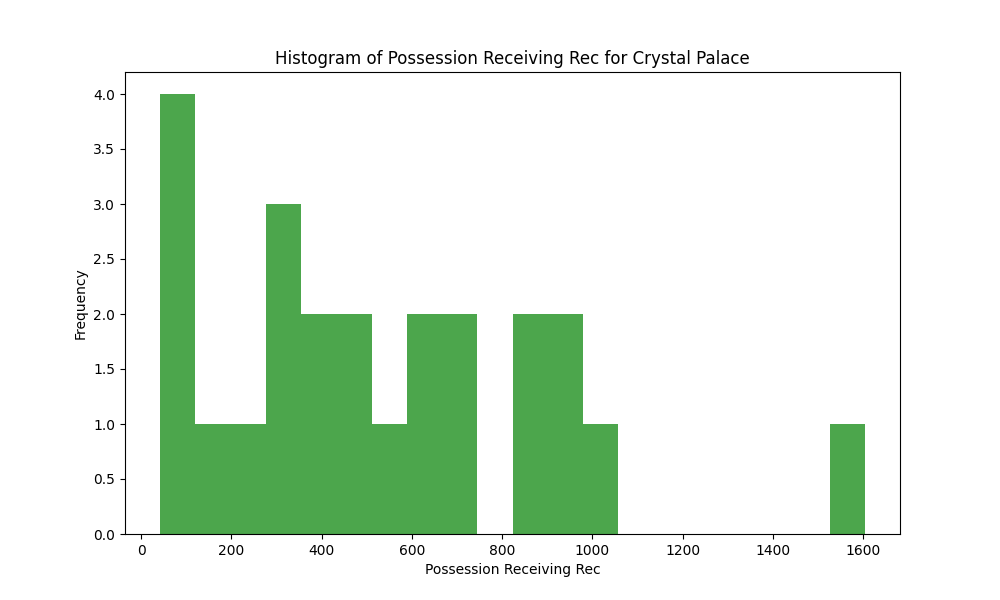 Histogram of Possession Receiving Rec for Crystal Palace
4.0
3.5
3.0
2.5
2.0
1.5
1.0
0.5
0.0
Frequency
0 200 400 600 800 1000 1200 1400 1600
Possession Receiving Rec